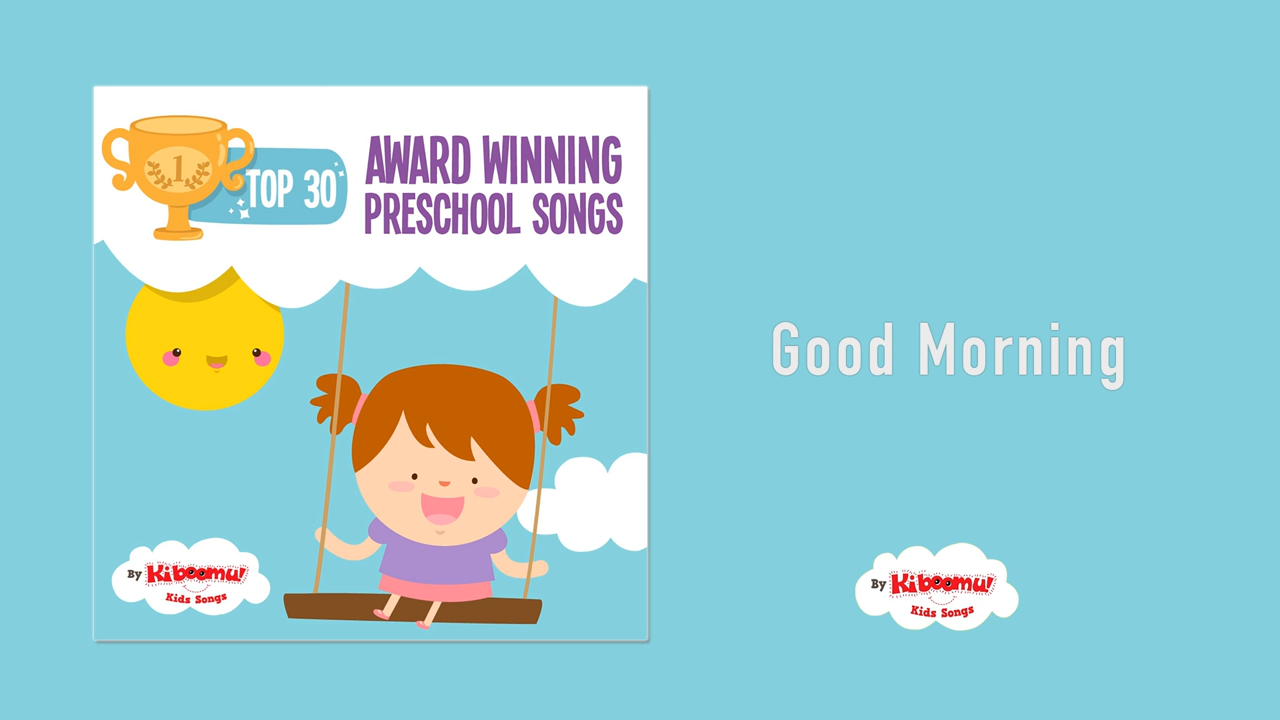 1
TOP 30
AWARD WINNING
PRESCHOOL SONGS
By Kiboomu!
Kids Songs
Good Morning
By Kiboomu!
Kids Songs